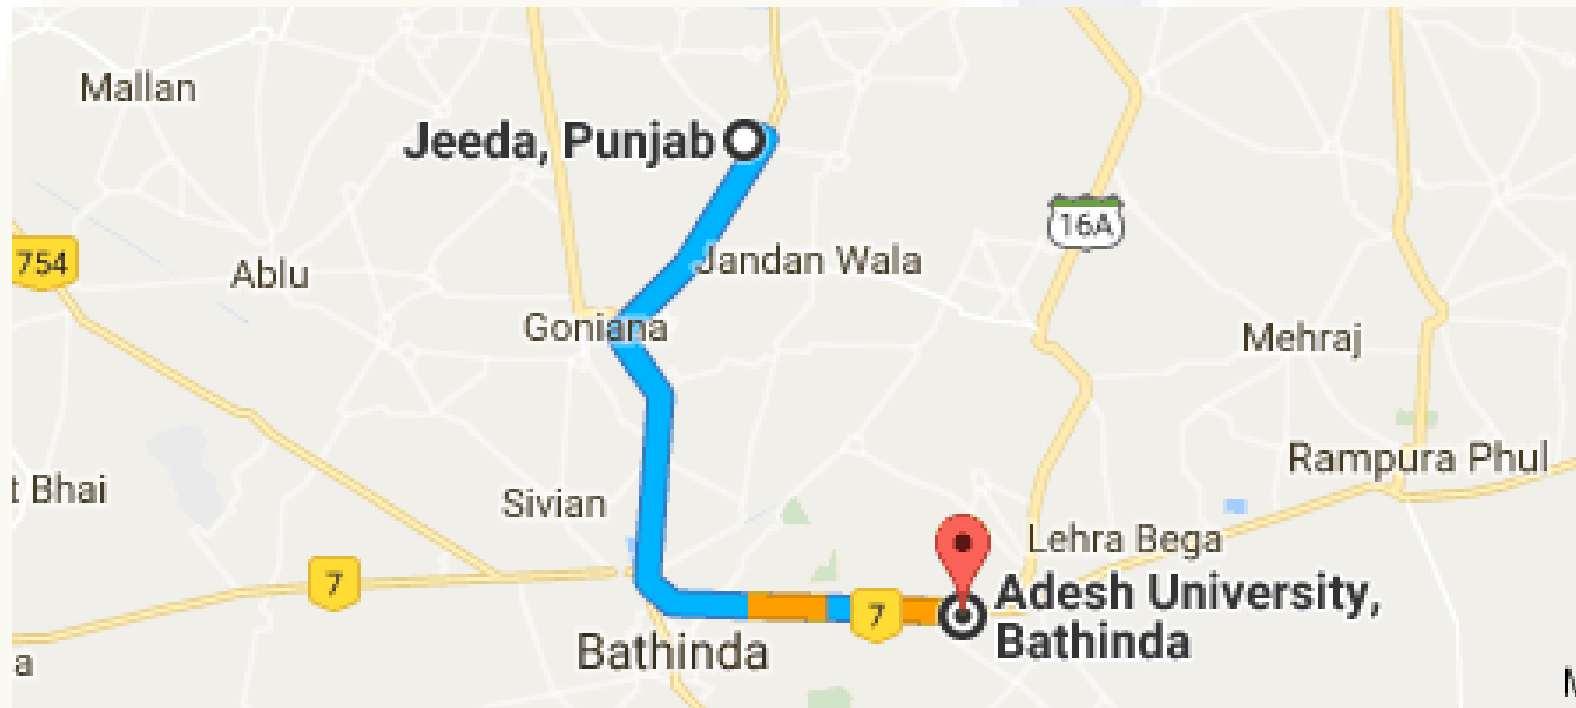 Mallan
Jeeda, Punjab
16A
754
Ablu
Jandan Wala
Goniana
Mehraj
Rampura Phul
t Bhai
Sivian
Lehra Bega
7
7
Adesh University,
Bathinda
Bathinda
a
M